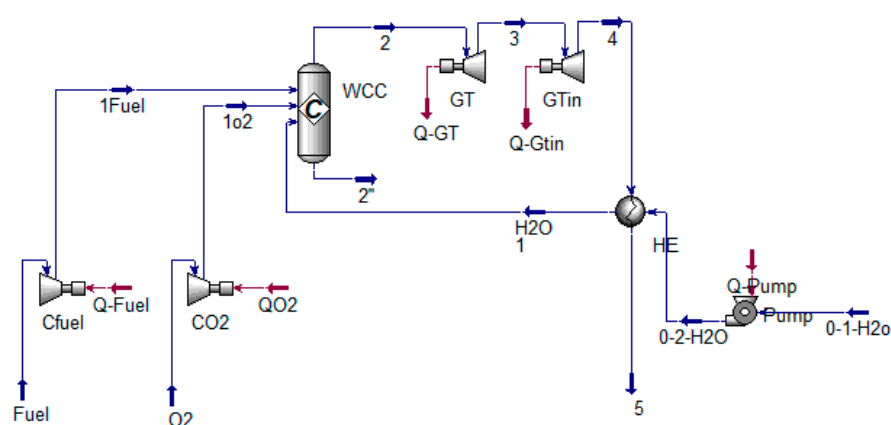 2
3
4
1Fuel
1o2
C
WCC
GT
GTin
Q-GT
Q-Gtin
2"
H2O
1
HE
Q-Fuel
QO2
Q-Pump
Cfuel
CO2
Pump
0-2-H2O
0-1-H2o
Fuel
O2
5